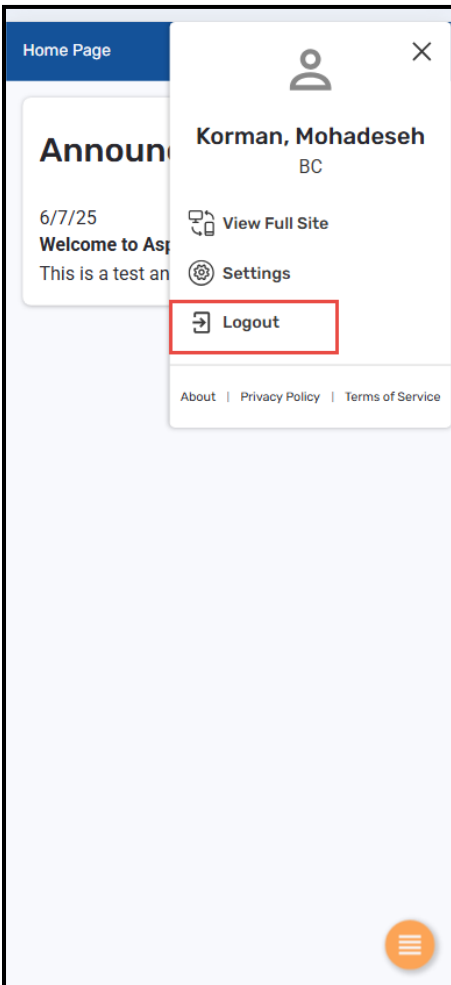 Home Page
Korman, Mohadeseh
BC
View Full Site
Settings
Logout
About | Privacy Policy | Terms of Service
Announ
6/7/25
Welcome to Asp
This is a test an